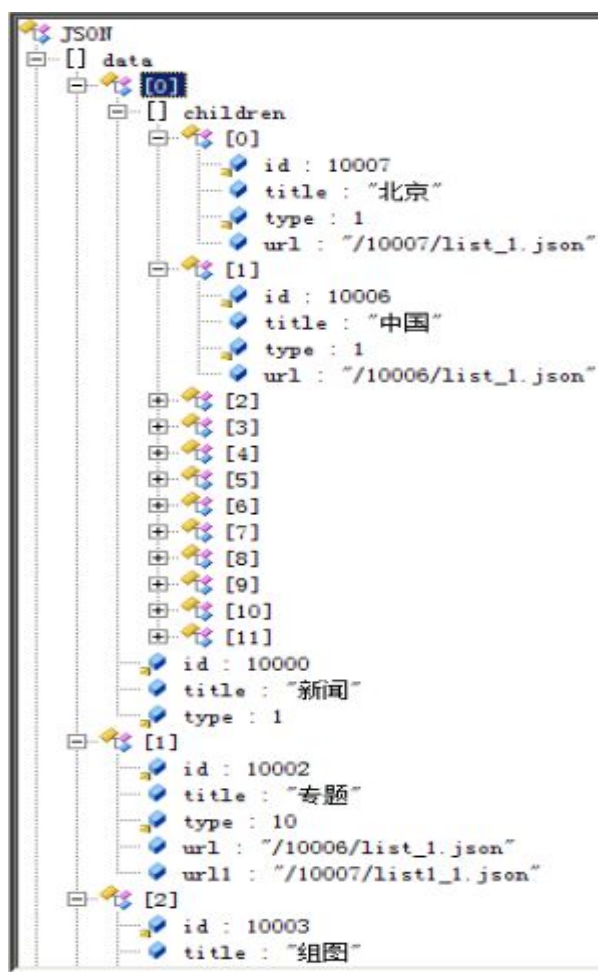 JSON
[] data
[0]
[] children
[0]
id : 10007
title : "北京"
type : 1
url : "/10007/list_1.json"
[1]
id : 10006
title : "中国"
type : 1
url : "/10006/list_1.json"
[2]
[3]
[4]
[5]
[6]
[7]
[8]
[9]
[10]
[11]
id : 10000
title : "新闻"
type : 1
[1]
id : 10002
title : "专题"
type : 10
url : "/10006/list_1.json"
url1 : "/10007/list1_1.json"
[2]
id : 10003
title : "组图"